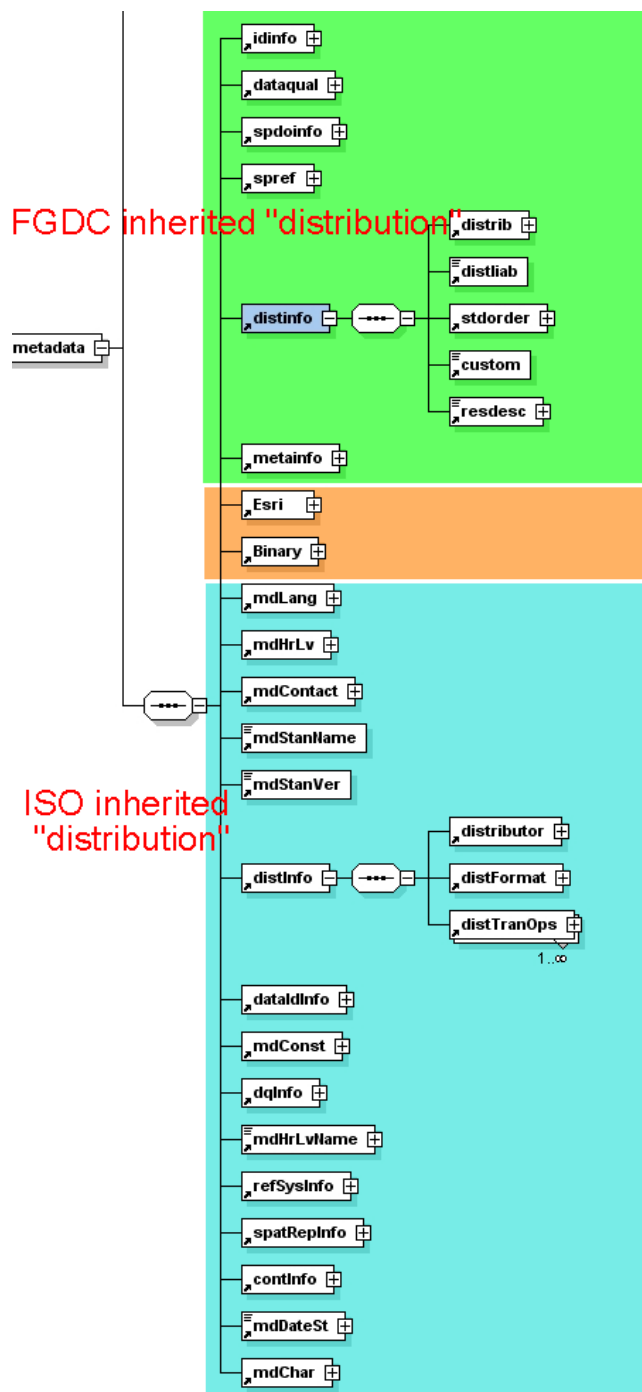 idinfo
dataqual
spdoinfo
spref
FGDC inherited "distribution"
distrib
distliab
distinfo
stdorder
metadata
custom
resdesc
metainfo
Esri
Binary
mdLang
mdHrLv
mdContact
mdStanName
mdStanVer
ISO inherited
"distribution"
distributor
distInfo
distFormat
distTranOps
1..∞
dataIdInfo
mdConst
dqInfo
mdHrLvName
refSysInfo
spatRepInfo
contInfo
mdDateSt
mdChar